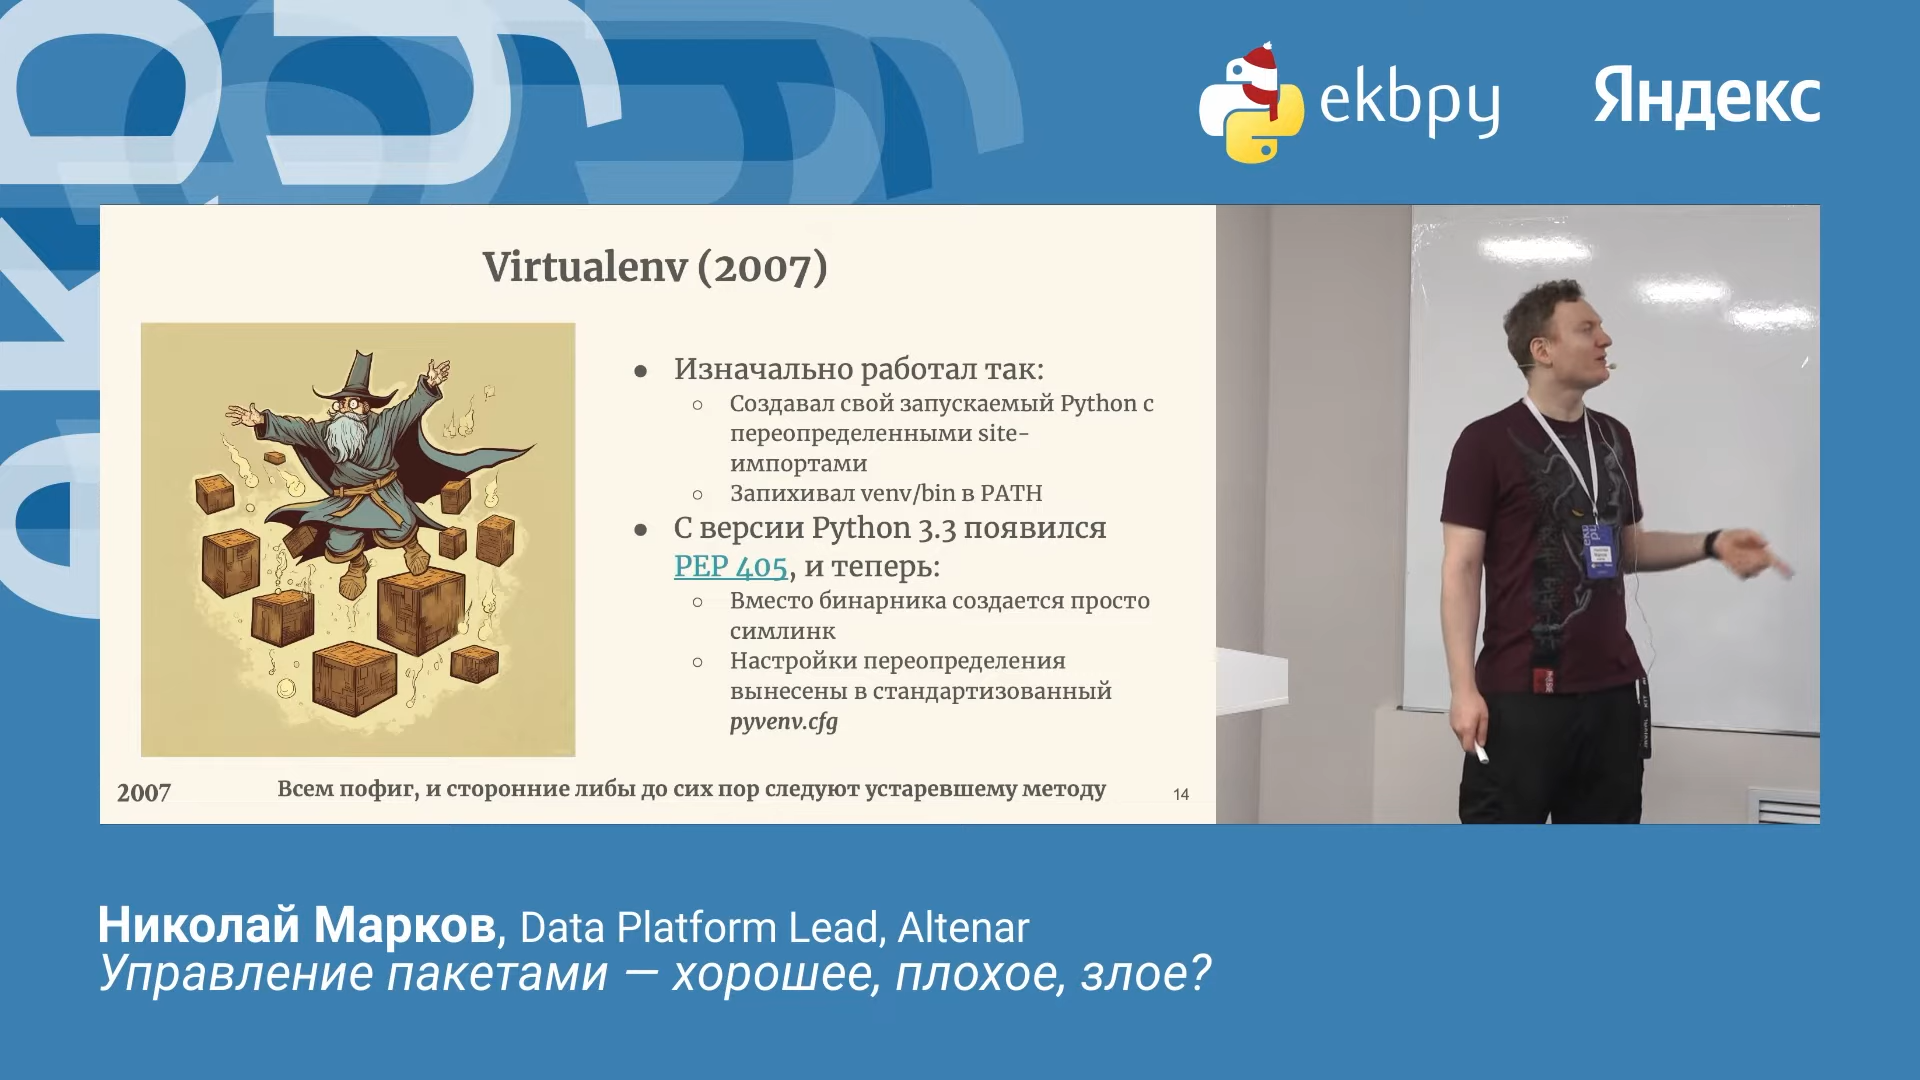 ekbpy
Яндекс
Virtualenv (2007)
● Изначально работал так:
○ Создавал свой запускаемый Python с
переопределенными site-
импортами
○ Запихивал venv/bin в PATH
● С версии Python 3.3 появился
PEP 405, и теперь:
○ Вместо бинарника создается просто
симлинк
○ Настройки переопределения
вынесены в стандартизованный
pyvenv.cfg
2007
Всем пофиг, и сторонние либы до сих пор следуют устаревшему методу
14
Николай Марков, Data Platform Lead, Altenar
Управление пакетами — хорошее, плохое, злое?